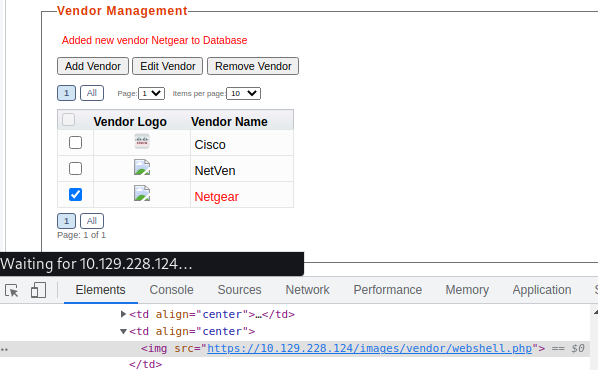 Vendor Management
Added new vendor Netgear to Database
Add Vendor Edit Vendor Remove Vendor
1 All Page: 1 Items per page: 10
Vendor Logo Vendor Name
Cisco
NetVen
Netgear
1 All
Page: 1 of 1
Waiting for 10.129.228.124...
Elements Console Sources Network Performance Memory Application S
<td align="center">…</td>
<td align="center">
<img src="https://10.129.228.124/images/vendor/webshell.php"> == $0
</td>